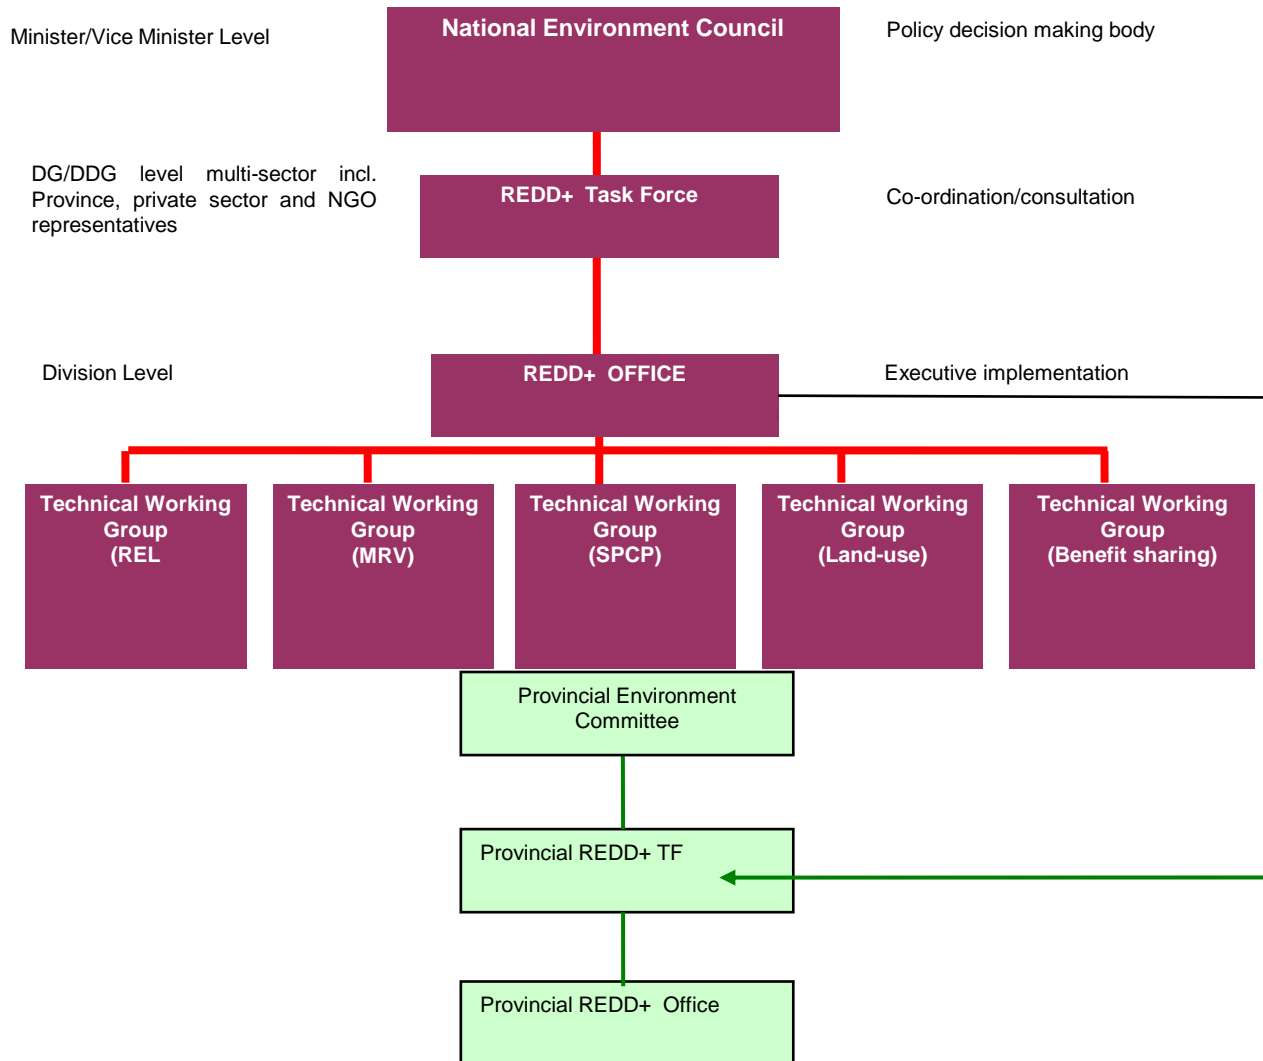 Minister/Vice Minister Level
National Environment Council
Policy decision making body
DG/DDG level multi-sector incl.
Province, private sector and NGO
representatives
REDD+ Task Force
Co-ordination/consultation
Division Level
REDD+ OFFICE
Executive implementation
Technical Working
Group
(REL
Technical Working
Group
(MRV)
Technical Working
Group
(SPCP)
Technical Working
Group
(Land-use)
Technical Working
Group
(Benefit sharing)
Provincial Environment
Committee
Provincial REDD+ TF
Provincial REDD+ Office